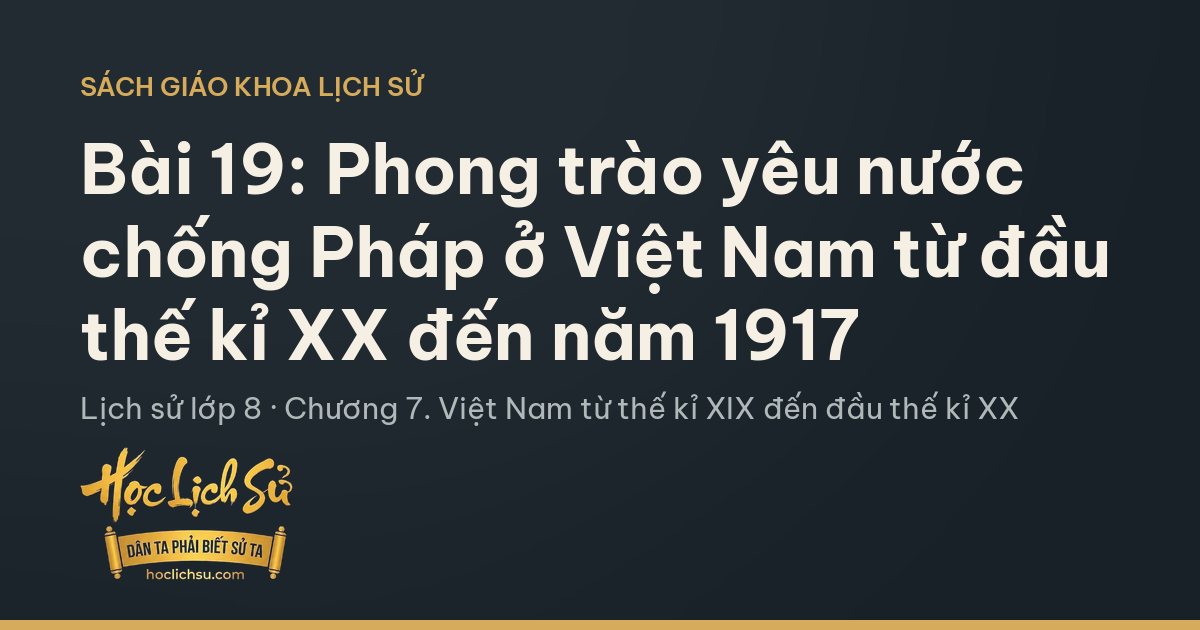 SÁCH GIÁO KHOA LỊCH SỬ
Bài 19: Phong trào yêu nước
chống Pháp ở Việt Nam từ đầu
thế kỉ XX đến năm 1917
Lịch sử lớp 8 · Chương 7. Việt Nam từ thế kỉ XIX đến đầu thế kỉ XX
Học Lịch Sử
DÂN TA PHẢI BIẾT SỬ TA
hoclichsu.com